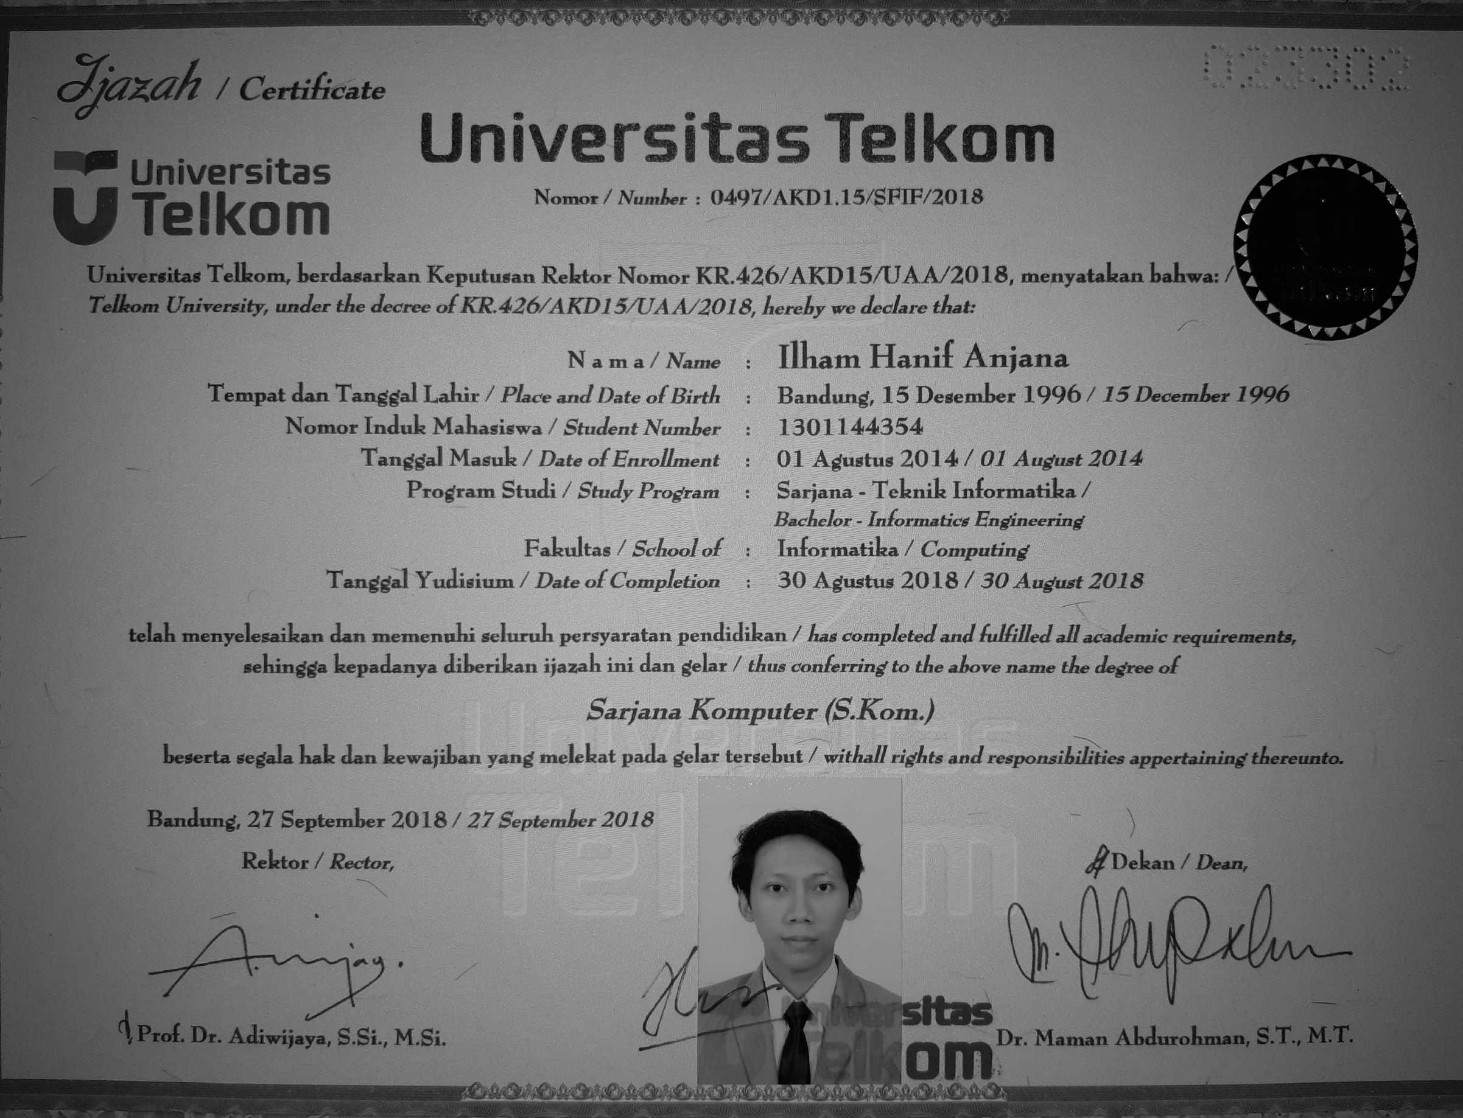 Ijazah / Certificate
023302
Universitas Telkom
Universitas
Telkom
Nomor / Number : 0497/AKD1.15/SFIF/2018
Universitas Telkom, berdasarkan Keputusan Rektor Nomor KR.426/AKD15/UAA/2018, menyatakan bahwa: /
Telkom University, under the decree of KR.426/AKD15/UAA/2018, hereby we declare that:
Nama / Name : Ilham Hanif Anjana
Tempat dan Tanggal Lahir / Place and Date of Birth : Bandung, 15 Desember 1996 / 15 December 1996
Nomor Induk Mahasiswa / Student Number : 1301144354
Tanggal Masuk / Date of Enrollment : 01 Agustus 2014 / 01 August 2014
Program Studi / Study Program : Sarjana - Teknik Informatika /
Bachelor - Informatics Engineering
Fakultas / School of : Informatika / Computing
Tanggal Yudisium / Date of Completion : 30 Agustus 2018 / 30 August 2018
telah menyelesaikan dan memenuhi seluruh persyaratan pendidikan / has completed and fulfilled all academic requirements,
sehingga kepadanya diberikan ijazah ini dan gelar / thus conferring to the above name the degree of
Sarjana Komputer (S.Kom.)
beserta segala hak dan kewajiban yang melekat pada gelar tersebut / withall rights and responsibilities appertaining thereunto.
Universitas
Telkom
Bandung, 27 September 2018 / 27 September 2018
Rektor / Rector,
Dekan / Dean,
Universitas
Telkom
Prof. Dr. Adiwijaya, S.Si., M.Si.
Dr. Maman Abdurohman, S.T., M.T.